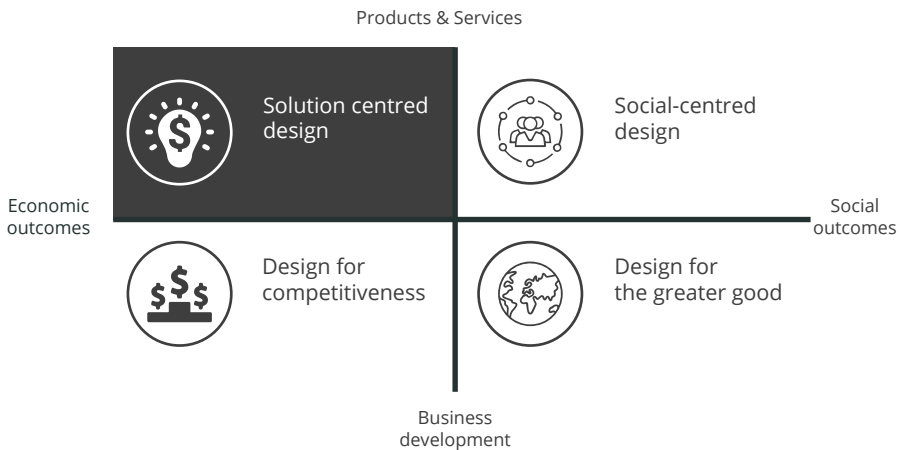 Products & Services
Solution centred
design
Social-centred
design
Economic
outcomes
Social
outcomes
Design for
competitiveness
Design for
the greater good
Business
development